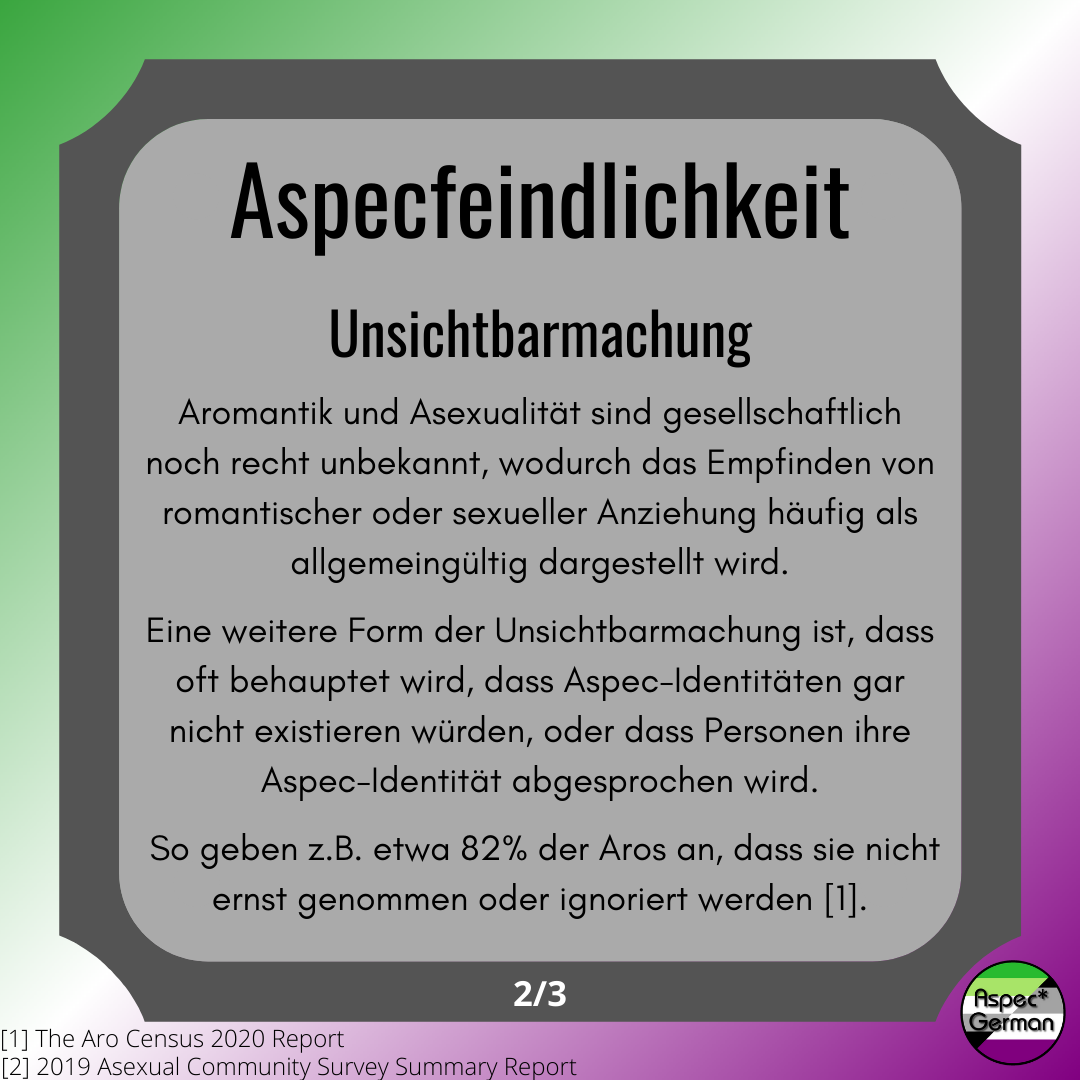 Aspecfeindlichkeit
Unsichtbarmachung
Aromantik und Asexualität sind gesellschaftlich
noch recht unbekannt, wodurch das Empfinden von
romantischer oder sexueller Anziehung häufig als
allgemeingültig dargestellt wird.
Eine weitere Form der Unsichtbarmachung ist, dass
oft behauptet wird, dass Aspec-Identitäten gar
nicht existieren würden, oder dass Personen ihre
Aspec-Identität abgesprochen wird.
So geben z.B. etwa 82% der Aros an, dass sie nicht
ernst genommen oder ignoriert werden [1].
2/3
Aspec*
German
[1] The Aro Census 2020 Report
[2] 2019 Asexual Community Survey Summary Report